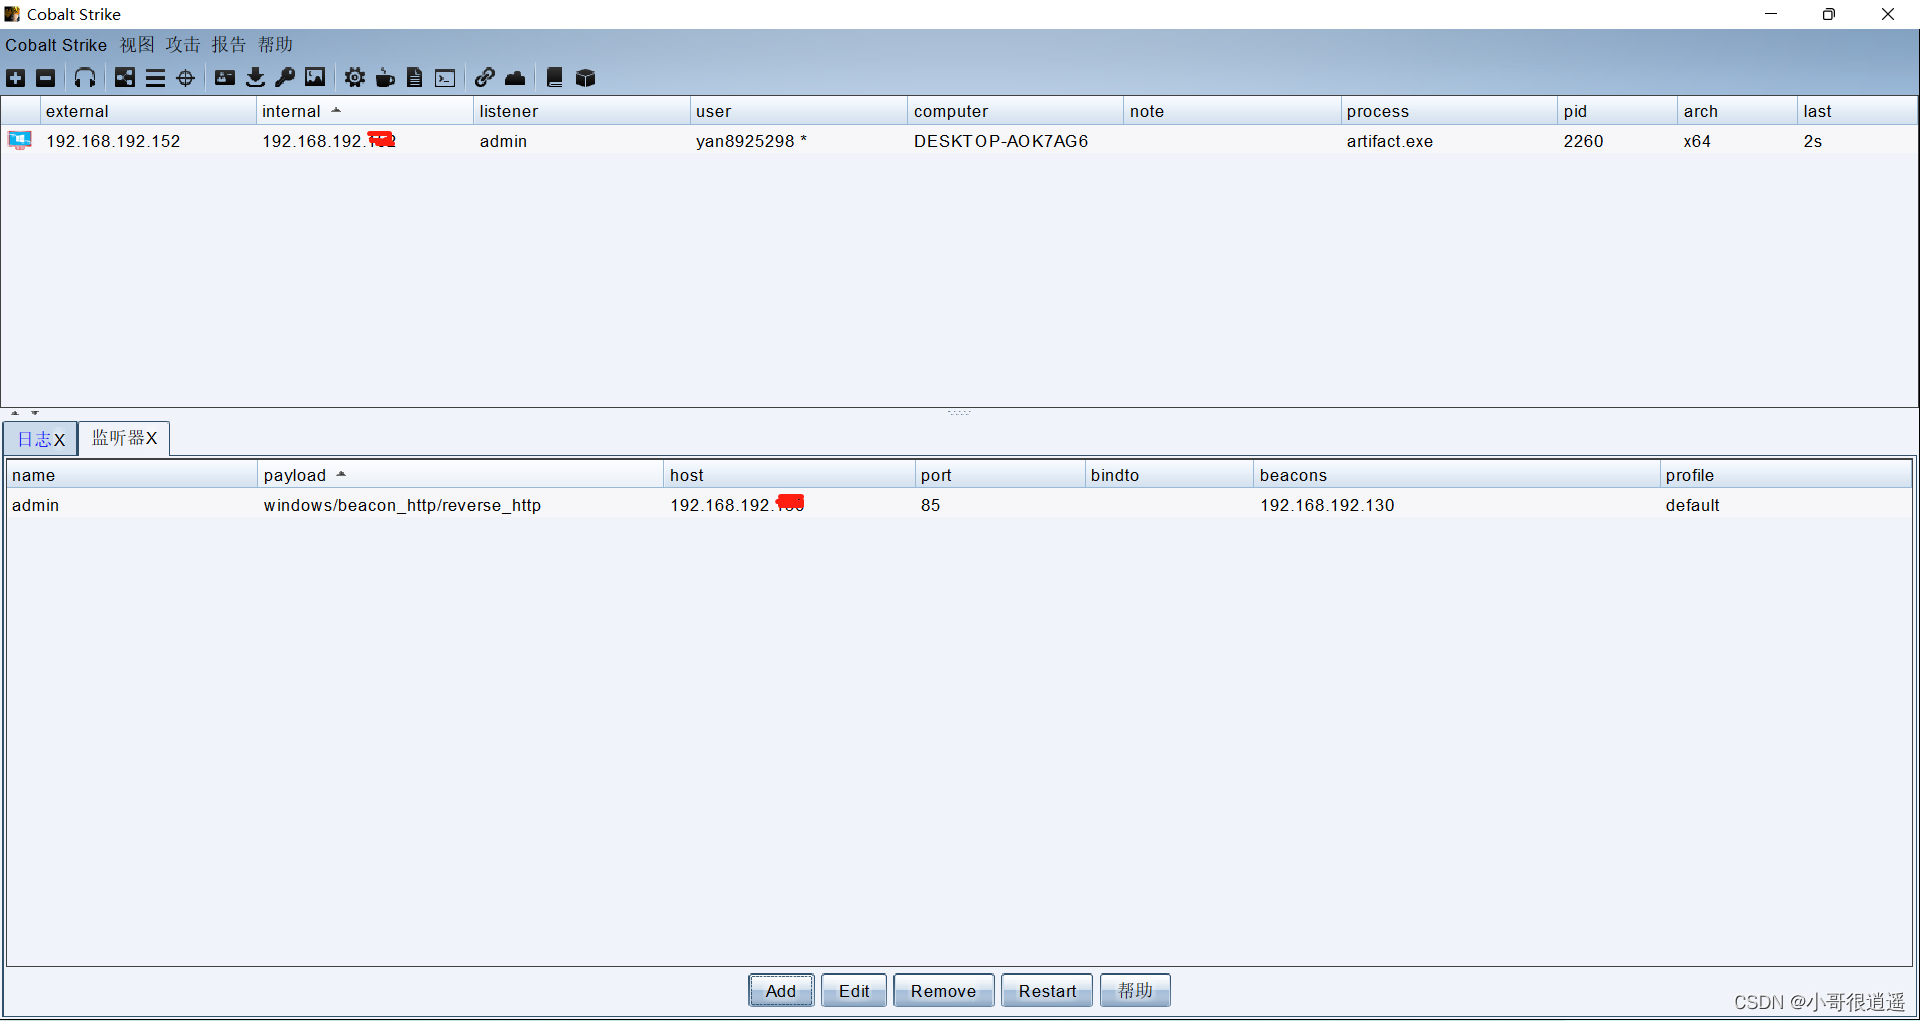 Cobalt Strike
Cobalt Strike 视图 攻击 报告 帮助
external internal listener user computer note process pid arch last
192.168.192.152 192.168.192. admin yan8925298 * DESKTOP-AOK7AG6 artifact.exe 2260 x64 2s
日志X 监听器X
name payload host port bindto beacons profile
admin windows/beacon_http/reverse_http 192.168.192. 85 192.168.192.130 default
Add Edit Remove Restart 帮助
CSDN @小哥很逍遥